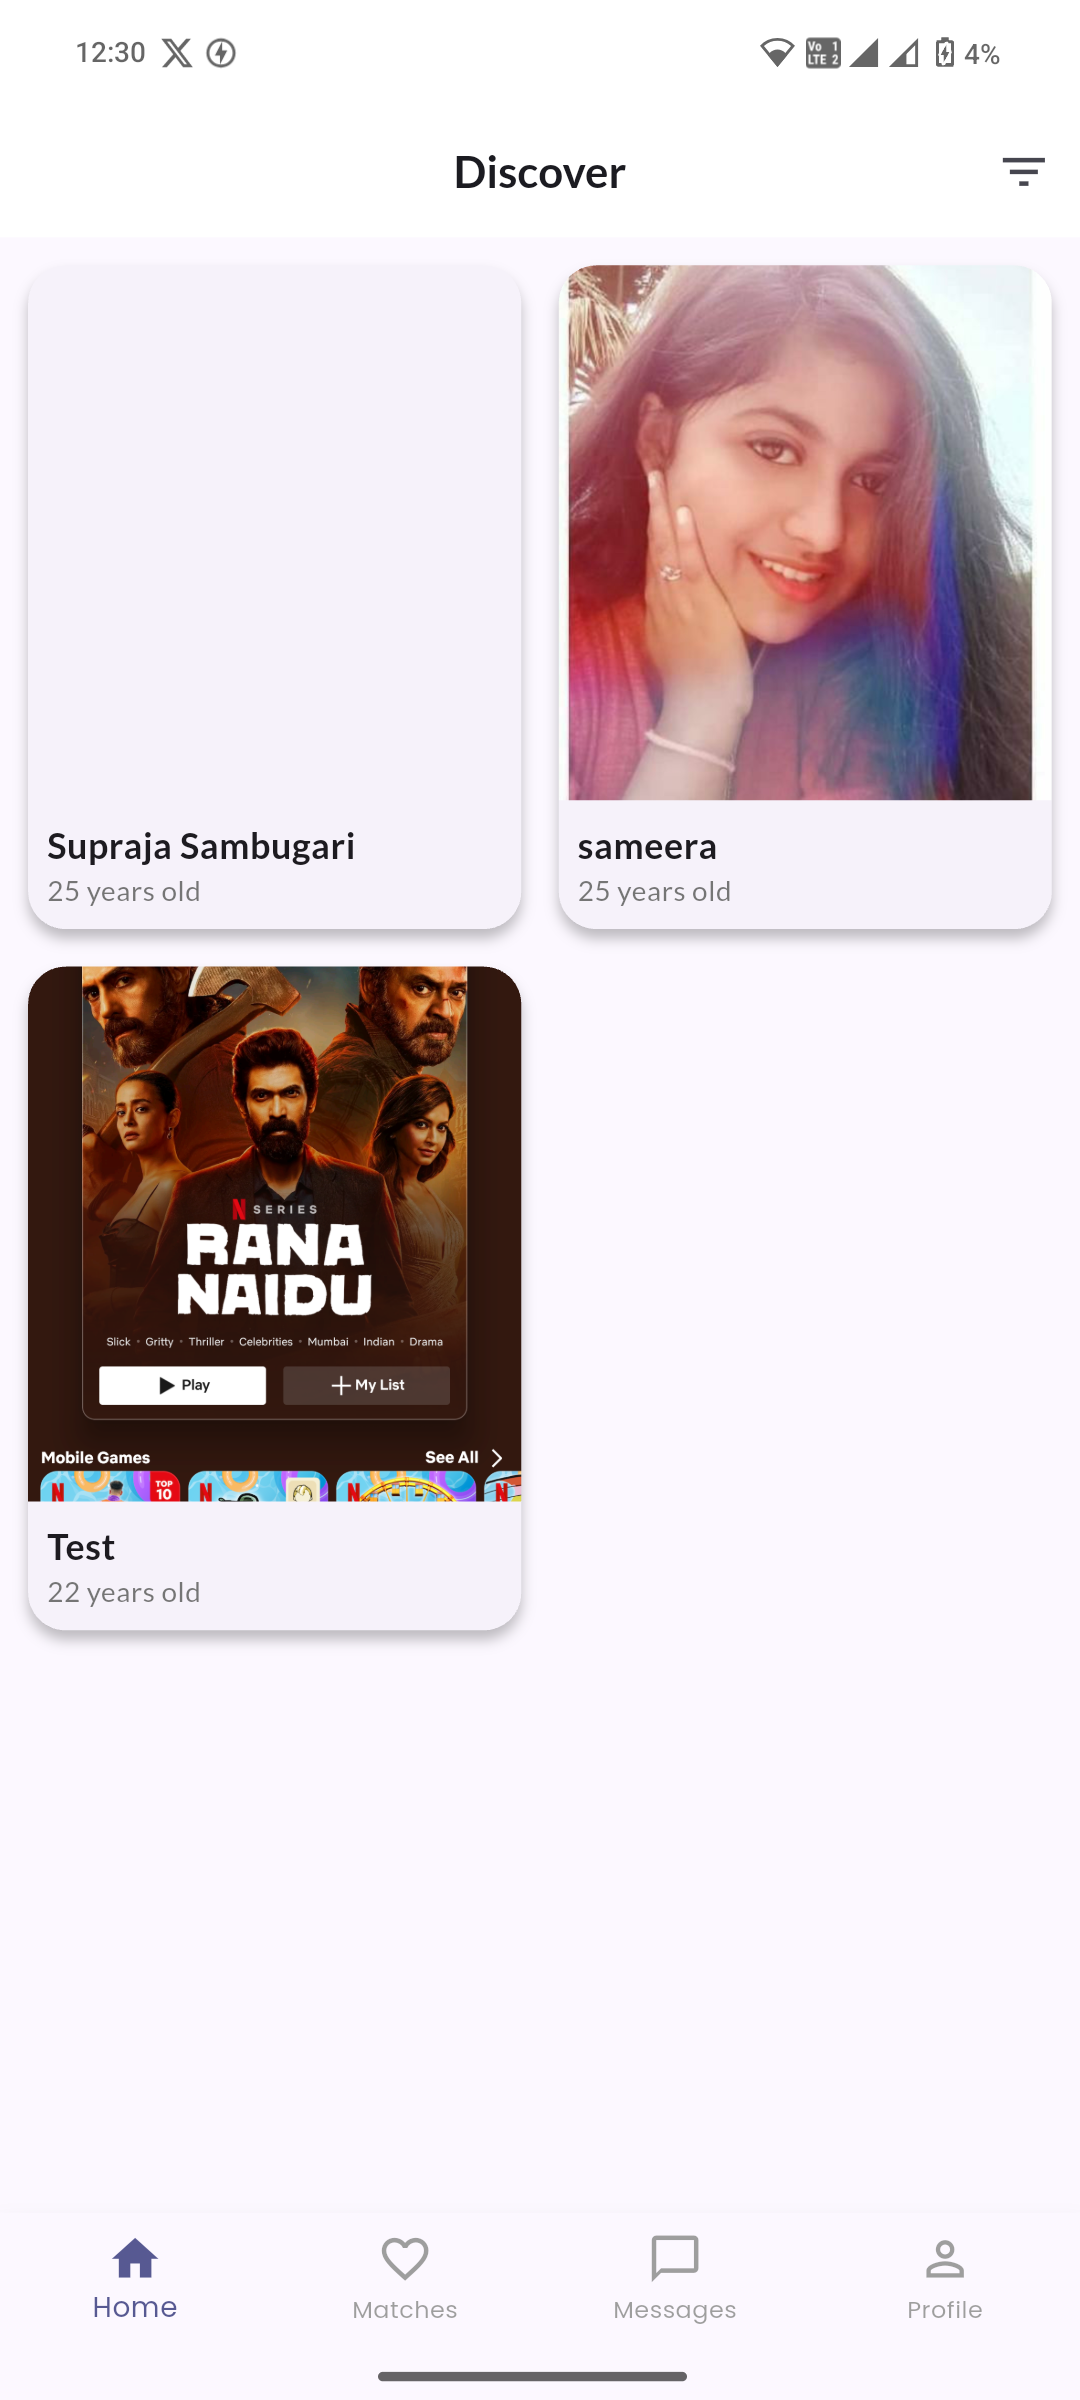 12:30
Vo 1
LTE 2
4%
Discover
Supraja Sambugari
25 years old
sameera
25 years old
N SERIES
RANA
NAIDU
Slick • Gritty • Thriller • Celebrities • Mumbai • Indian • Drama
Play
My List
Mobile Games
See All
N
TOP
10
N
N
N
Test
22 years old
Home
Matches
Messages
Profile